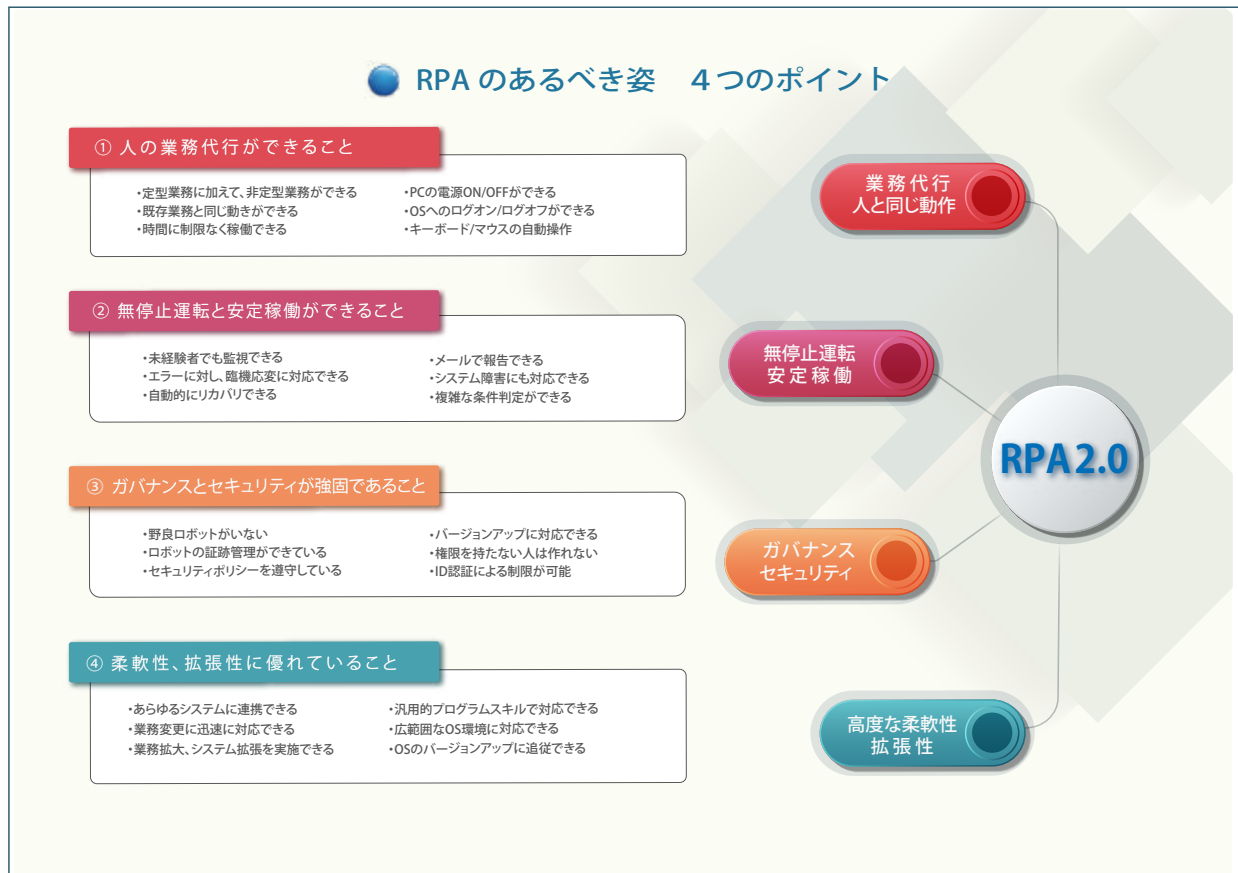 RPA のあるべき姿　４つのポイント
① 人の業務代行ができること
・定型業務に加えて、非定型業務ができる
・既存業務と同じ動きができる
・時間に制限なく稼働できる
・PCの電源ON/OFFができる
・OSへのログオン/ログオフができる
・キーボード/マウスの自動操作
② 無停止運転と安定稼働ができること
・未経験者でも監視できる
・エラーに対し、臨機応変に対応できる
・自動的にリカバリできる
・メールで報告できる
・システム障害にも対応できる
・複雑な条件判定ができる
③ ガバナンスとセキュリティが強固であること
・野良ロボットがいない
・ロボットの証跡管理ができている
・セキュリティポリシーを遵守している
・バージョンアップに対応できる
・権限を持たない人は作れない
・ID認証による制限が可能
④ 柔軟性、拡張性に優れていること
・あらゆるシステムに連携できる
・業務変更に迅速に対応できる
・業務拡大、システム拡張を実施できる
・汎用的プログラムスキルで対応できる
・広範囲なOS環境に対応できる
・OSのバージョンアップに追従できる
業務代行
人と同じ動作
無停止運転
安定稼働
RPA2.0
ガバナンス
セキュリティ
高度な柔軟性
拡張性